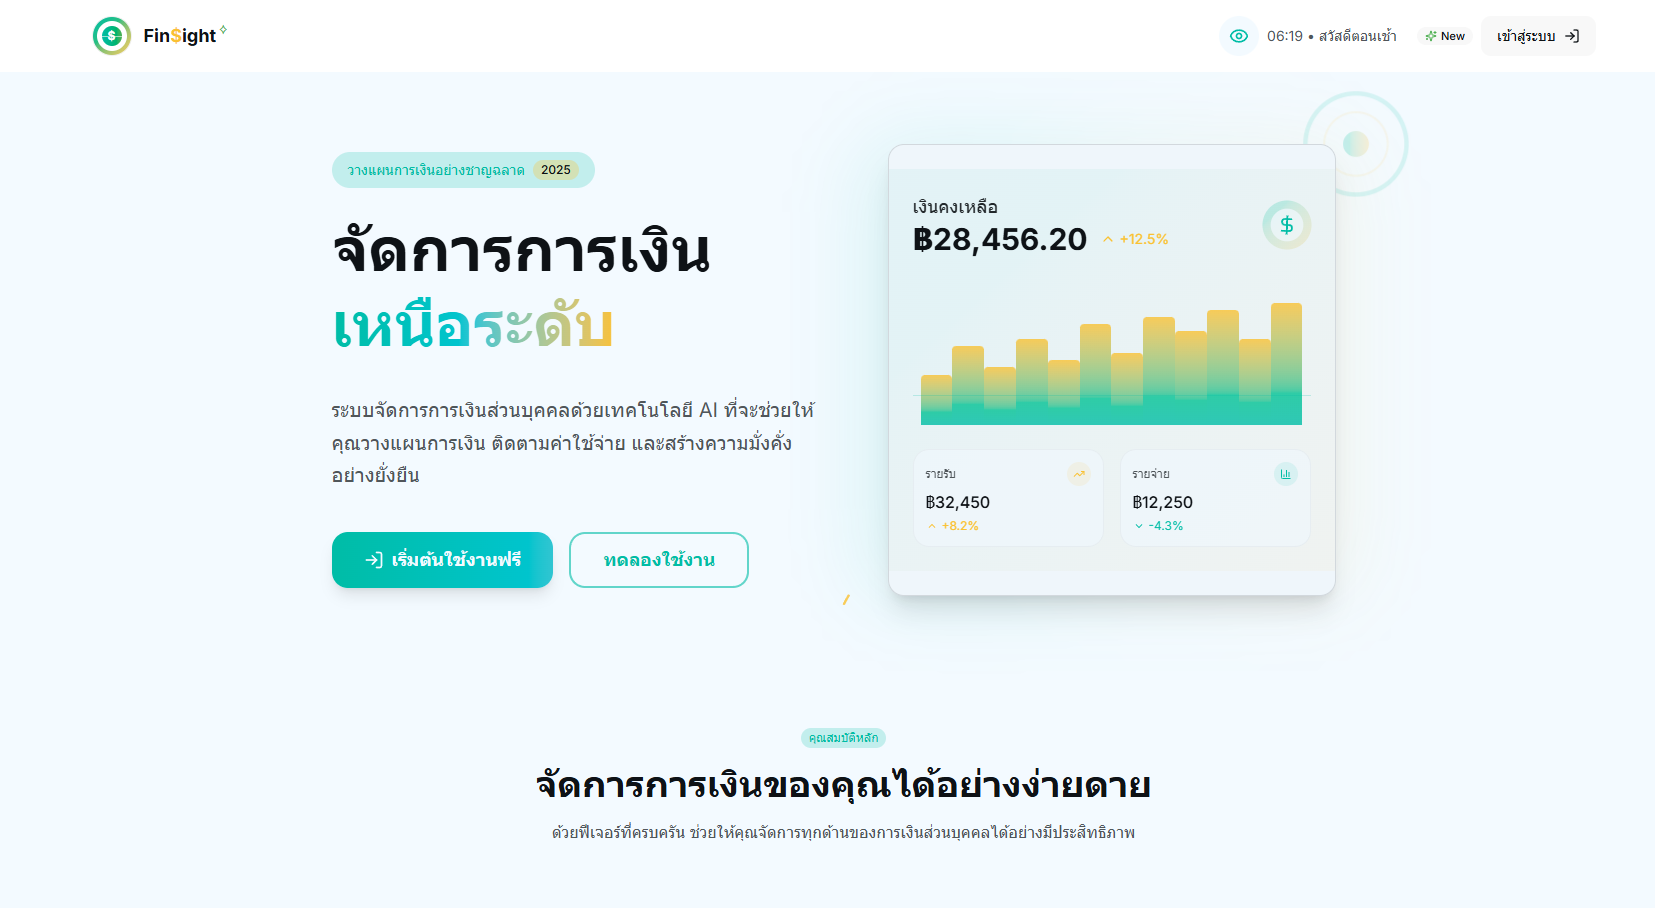 Fin$ight
06:19 • สวัสดีตอนเช้า
New
เข้าสู่ระบบ
วางแผนการเงินอย่างชาญฉลาด 2025
จัดการการเงิน
เหนือระดับ
ระบบจัดการการเงินส่วนบุคคลด้วยเทคโนโลยี AI ที่จะช่วยให้
คุณวางแผนการเงิน ติดตามค่าใช้จ่าย และสร้างความมั่งคั่ง
อย่างยั่งยืน
เริ่มต้นใช้งานฟรี
ทดลองใช้งาน
เงินคงเหลือ
฿28,456.20 +12.5%
$
รายรับ
฿32,450
+8.2%
รายจ่าย
฿12,250
-4.3%
คุณสมบัติหลัก
จัดการการเงินของคุณได้อย่างง่ายดาย
ด้วยฟีเจอร์ที่ครบครัน ช่วยให้คุณจัดการทุกด้านของการเงินส่วนบุคคลได้อย่างมีประสิทธิภาพ